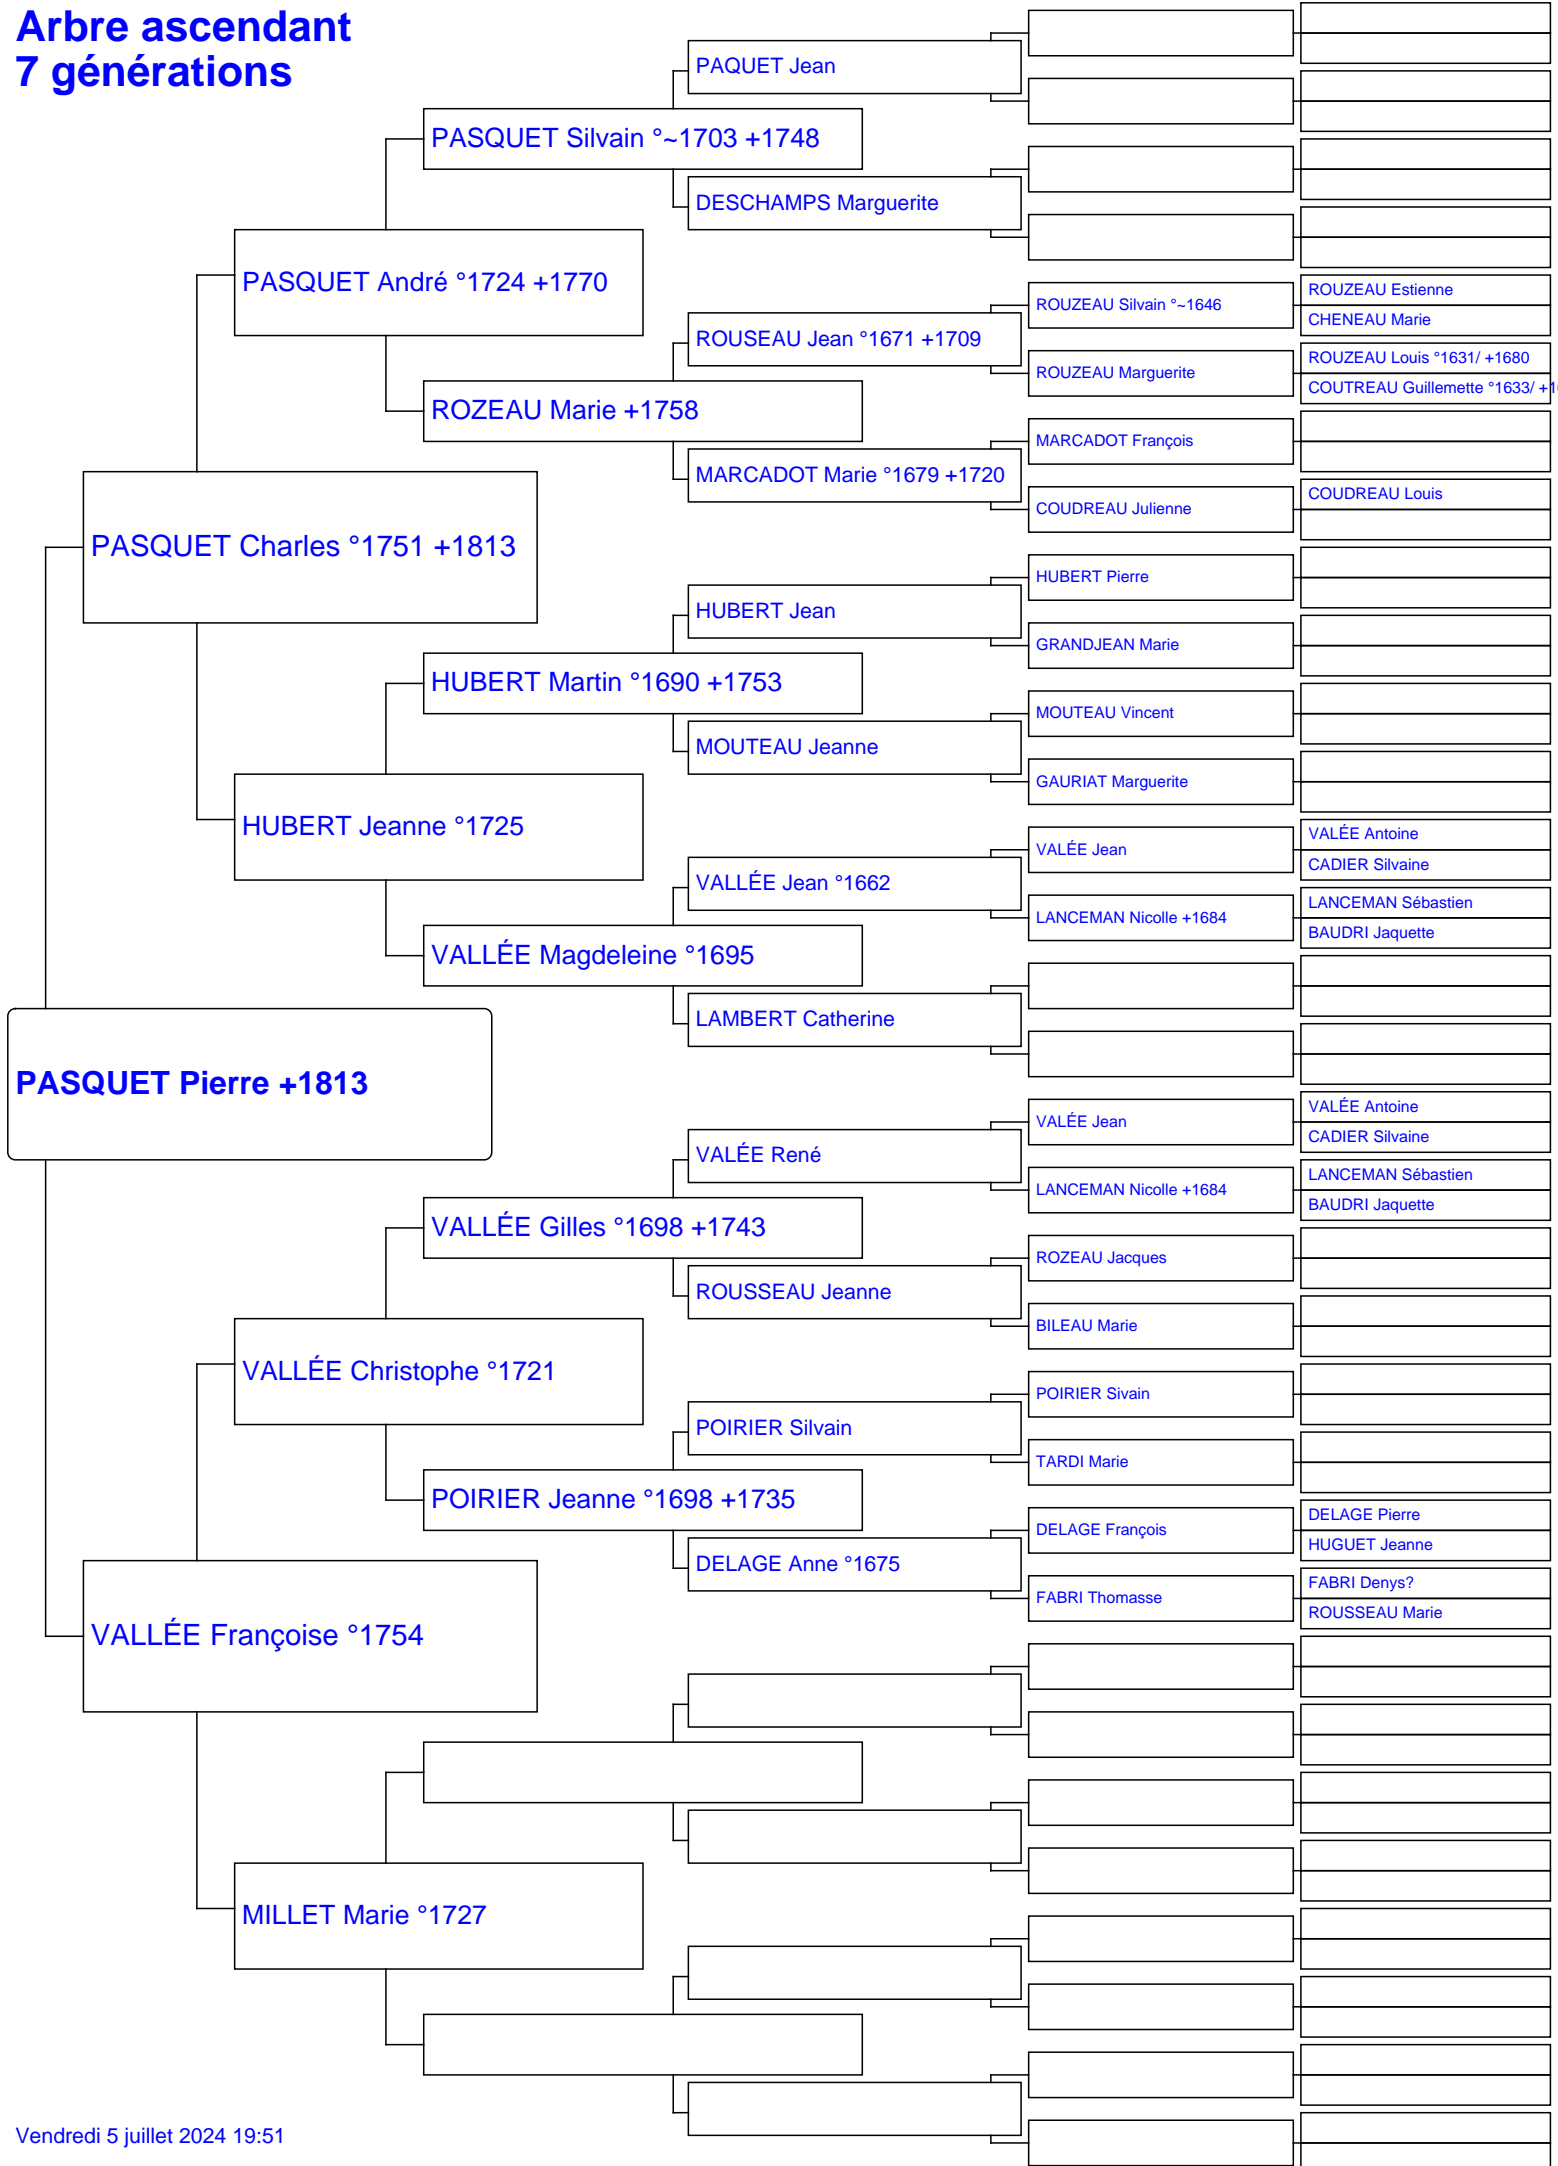 Arbre ascendant
7 générations
PAQUET Jean
PASQUET Silvain °~1703 +1748
DESCHAMPS Marguerite
PASQUET André °1724 +1770
ROUZEAU Estienne
ROUZEAU Silvain °~1646
CHENEAU Marie
ROUSEAU Jean °1671 +1709
ROUZEAU Louis °1631/ +1680
ROUZEAU Marguerite
COUTREAU Guillemette °1633/ +1
ROZEAU Marie +1758
MARCADOT François
MARCADOT Marie °1679 +1720
COUDREAU Louis
COUDREAU Julienne
PASQUET Charles °1751 +1813
HUBERT Pierre
HUBERT Jean
GRANDJEAN Marie
HUBERT Martin °1690 +1753
MOUTEAU Vincent
MOUTEAU Jeanne
GAURIAT Marguerite
HUBERT Jeanne °1725
VALÉE Antoine
VALÉE Jean
CADIER Silvaine
VALLÉE Jean °1662
LANCEMAN Sébastien
LANCEMAN Nicolle +1684
BAUDRI Jaquette
VALLÉE Magdeleine °1695
LAMBERT Catherine
PASQUET Pierre +1813
VALÉE Antoine
VALÉE Jean
CADIER Silvaine
VALÉE René
LANCEMAN Sébastien
LANCEMAN Nicolle +1684
BAUDRI Jaquette
VALLÉE Gilles °1698 +1743
ROZEAU Jacques
ROUSSEAU Jeanne
BILEAU Marie
VALLÉE Christophe °1721
POIRIER Sivain
POIRIER Silvain
TARDI Marie
POIRIER Jeanne °1698 +1735
DELAGE Pierre
DELAGE François
HUGUET Jeanne
DELAGE Anne °1675
FABRI Denys?
FABRI Thomasse
ROUSSEAU Marie
VALLÉE Françoise °1754
MILLET Marie °1727
Vendredi 5 juillet 2024 19:51